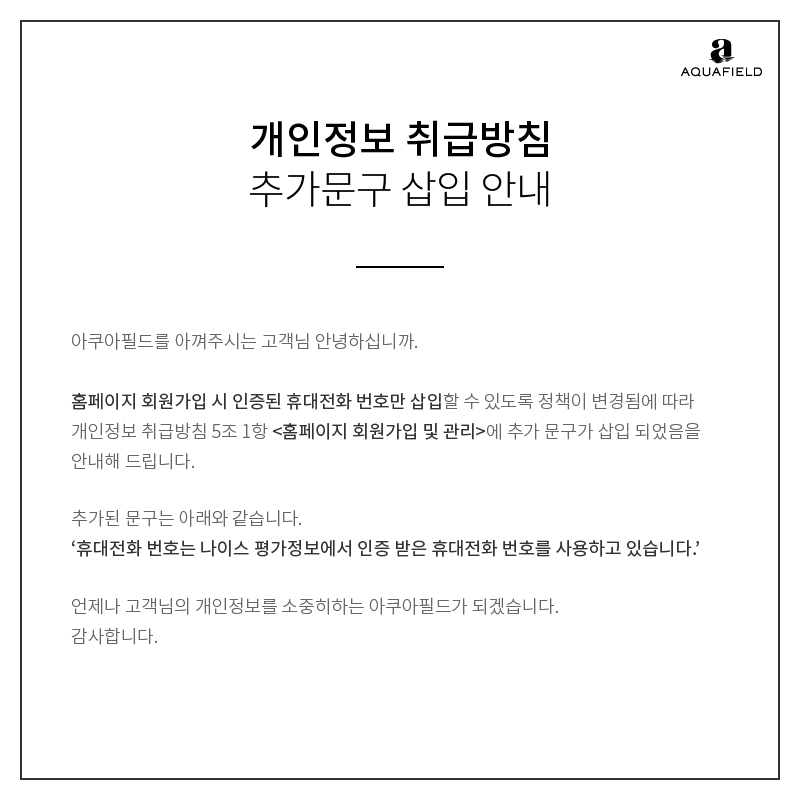 AQUAFIELD
개인정보 취급방침
추가문구 삽입 안내
아쿠아필드를 아껴주시는 고객님 안녕하십니까.
홈페이지 회원가입 시 인증된 휴대전화 번호만 삽입할 수 있도록 정책이 변경됨에 따라
개인정보 취급방침 5조 1항 <홈페이지 회원가입 및 관리>에 추가 문구가 삽입 되었음을
안내해 드립니다.
추가된 문구는 아래와 같습니다.
‘휴대전화 번호는 나이스 평가정보에서 인증 받은 휴대전화 번호를 사용하고 있습니다.’
언제나 고객님의 개인정보를 소중히하는 아쿠아필드가 되겠습니다.
감사합니다.